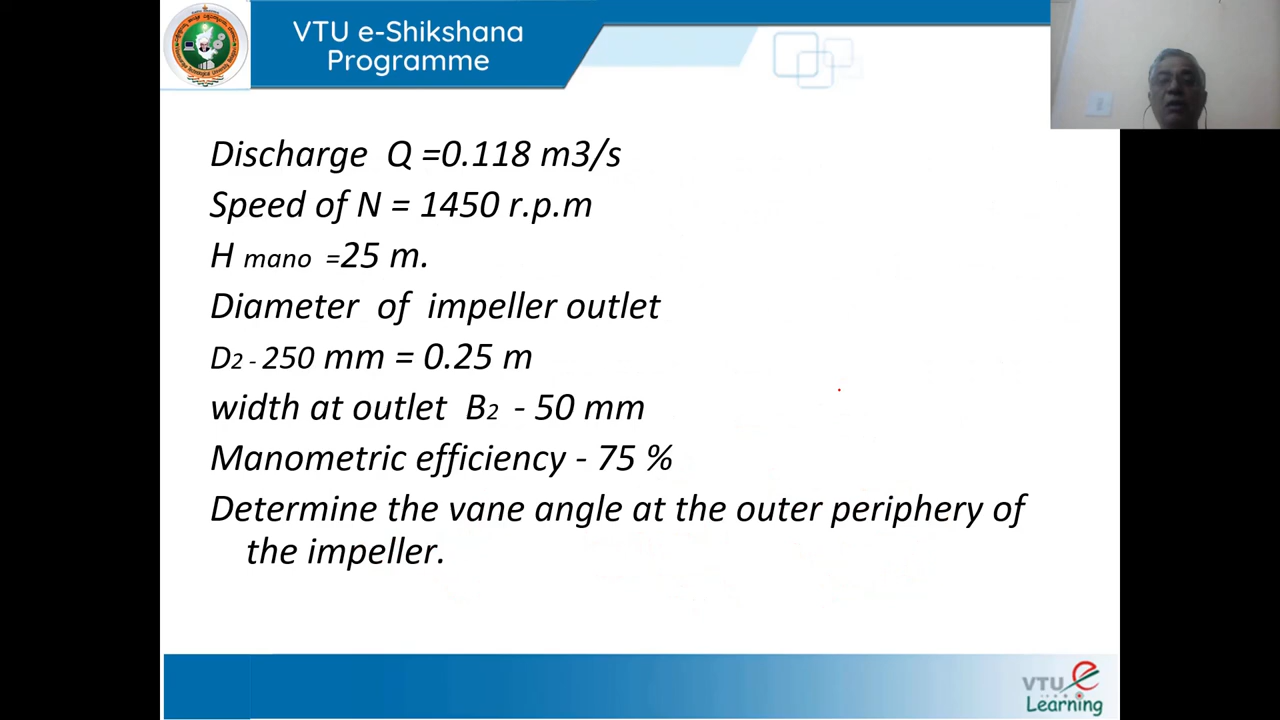 VTU e-Shikshana
Programme
Discharge Q =0.118 m3/s
Speed of N = 1450 r.p.m
H mano =25 m.
Diameter of impeller outlet
D2 - 250 mm = 0.25 m
width at outlet B2 - 50 mm
Manometric efficiency - 75 %
Determine the vane angle at the outer periphery of
the impeller.
VTU e
Learning